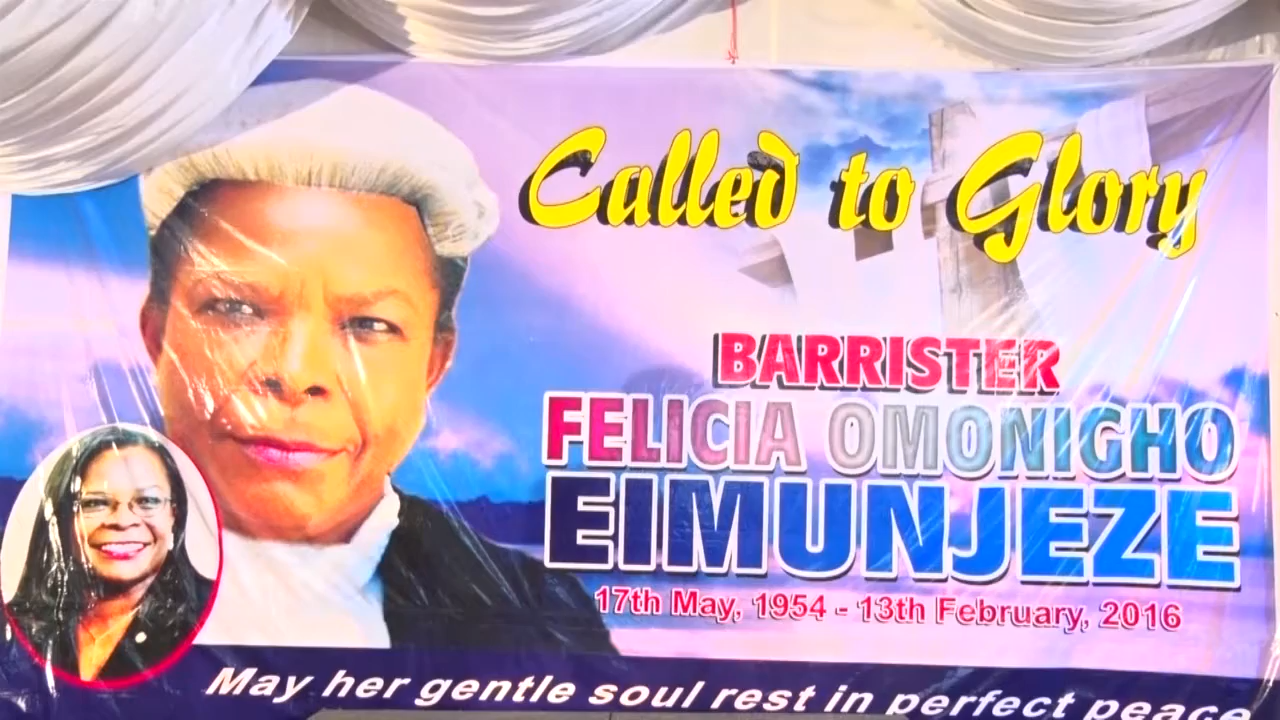 Called to Glory
BARRISTER
FELICIA OMONIGHO
EIMUNJEZE
17th May, 1954 - 13th February, 2016
May her gentle soul rest in perfect peace